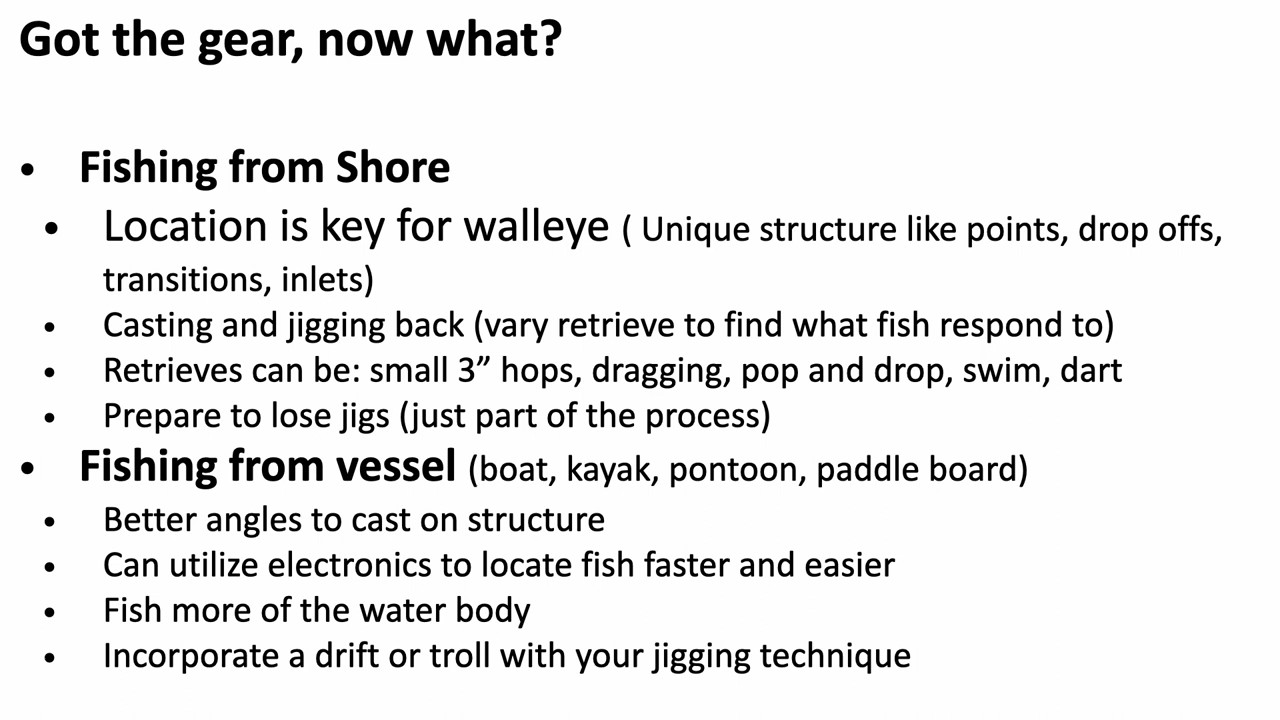 Got the gear, now what?
• Fishing from Shore
• Location is key for walleye ( Unique structure like points, drop offs,
transitions, inlets)
• Casting and jigging back (vary retrieve to find what fish respond to)
• Retrieves can be: small 3” hops, dragging, pop and drop, swim, dart
• Prepare to lose jigs (just part of the process)
• Fishing from vessel (boat, kayak, pontoon, paddle board)
• Better angles to cast on structure
• Can utilize electronics to locate fish faster and easier
• Fish more of the water body
• Incorporate a drift or troll with your jigging technique